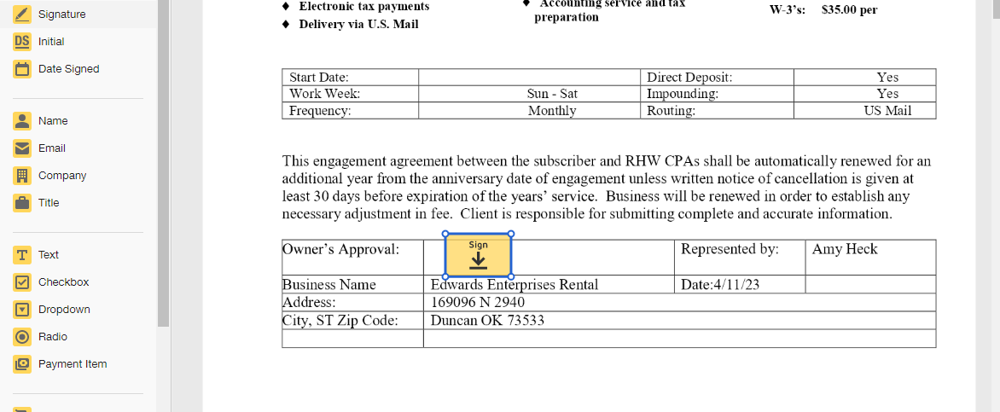 Signature
DS Initial
Date Signed
Name
Email
Company
Title
T Text
Checkbox
Dropdown
Radio
Payment Item
♦ Electronic tax payments
♦ Delivery via U.S. Mail
♦ Accounting service and tax
preparation
W-3's: $35.00 per
Start Date: Direct Deposit: Yes
Work Week: Sun - Sat Impounding: Yes
Frequency: Monthly Routing: US Mail
This engagement agreement between the subscriber and RHW CPAs shall be automatically renewed for an
additional year from the anniversary date of engagement unless written notice of cancellation is given at
least 30 days before expiration of the years’ service. Business will be renewed in order to establish any
necessary adjustment in fee. Client is responsible for submitting complete and accurate information.
Owner’s Approval: Sign Represented by: Amy Heck
Business Name Edwards Enterprises Rental Date:4/11/23
Address: 169096 N 2940
City, ST Zip Code: Duncan OK 73533